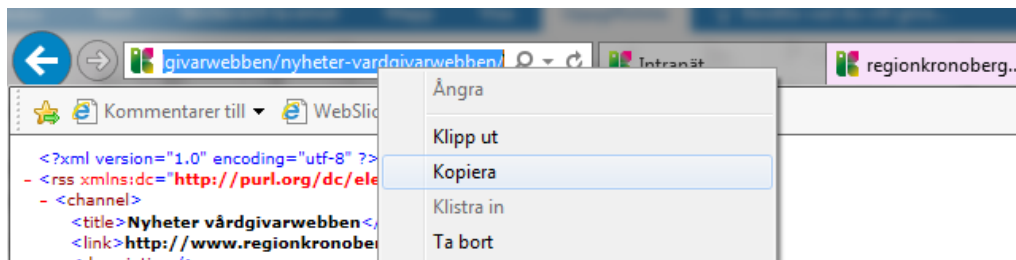 givarwebben/nyheter-vardgivarwebben/
Intranät
regionkronoberg...
Kommentarer till
WebSlic
Ångra
Klipp ut
Kopiera
Klistra in
Ta bort
<?xml version="1.0" encoding="utf-8" ?>
- <rss xmlns:dc="http://purl.org/dc/ele
- <channel>
<title>Nyheter vårdgivarwebben</
<link>http://www.regionkronober